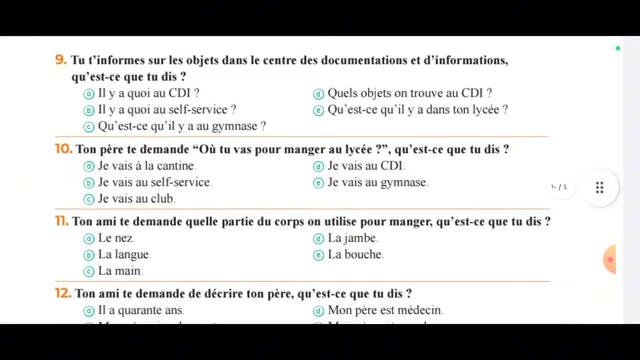 9. Tu t'informes sur les objets dans le centre des documentations et d'informations,
qu'est-ce que tu dis ?
ⓐ Il y a quoi au CDI ?
ⓓ Quels objets on trouve au CDI ?
ⓑ Il y a quoi au self-service ?
ⓔ Qu'est-ce qu'il y a dans ton lycée ?
ⓒ Qu'est-ce qu'il y a au gymnase ?
10. Ton père te demande “Où tu vas pour manger au lycée ?”, qu'est-ce que tu dis ?
ⓐ Je vais à la cantine.
ⓓ Je vais au CDI.
ⓑ Je vais au self-service.
ⓔ Je vais au gymnase.
ⓒ Je vais au club.
11. Ton ami te demande quelle partie du corps on utilise pour manger, qu'est-ce que tu dis ?
ⓐ Le nez.
ⓓ La jambe.
ⓑ La langue.
ⓔ La bouche.
ⓒ La main.
12. Ton ami te demande de décrire ton père, qu'est-ce que tu dis ?
ⓐ Il a quarante ans.
ⓓ Mon père est médecin.